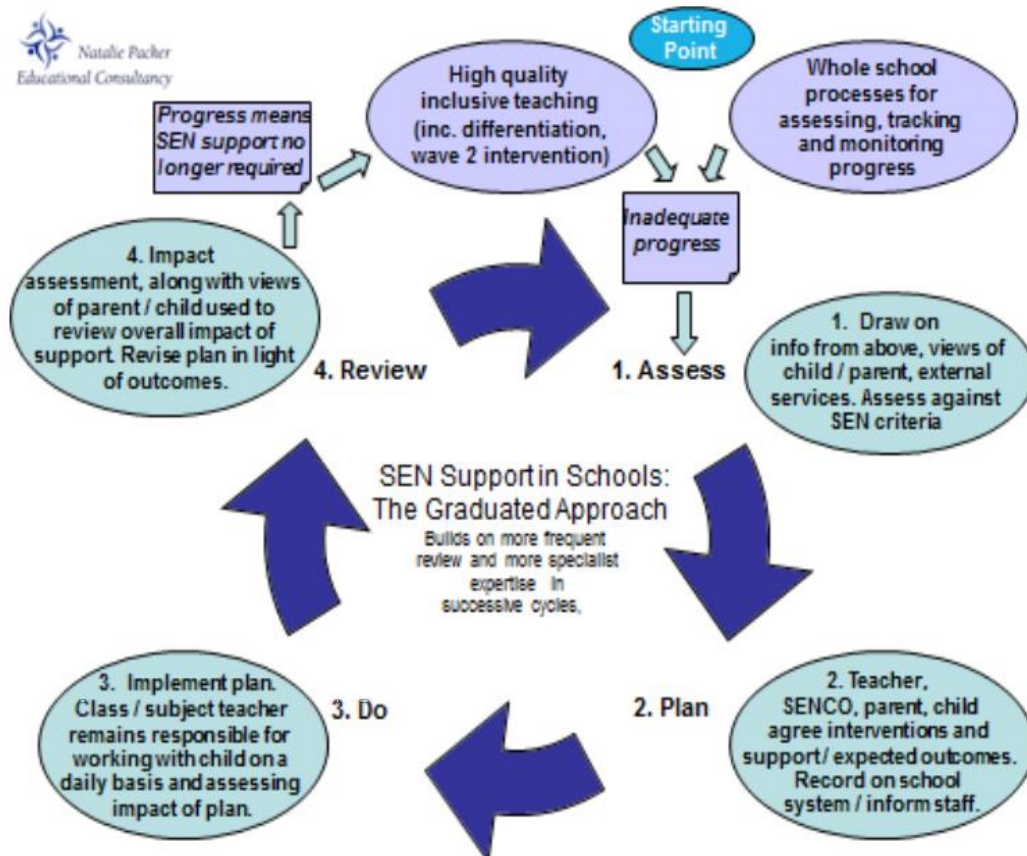 Natalie Packer
Educational Consultancy
Starting
Point
High quality
inclusive teaching
(inc. differentiation,
wave 2 intervention)
Whole school
processes for
assessing, tracking
and monitoring
progress
Progress means
SEN support no
longer required
Inadequate
progress
4. Impact
assessment, along with views
of parent / child used to
review overall impact of
support. Revise plan in light
of outcomes.
4. Review
1. Assess
1. Draw on
info from above, views of
child / parent, external
services. Assess against
SEN criteria
SEN Support in Schools:
The Graduated Approach
Builds on more frequent
review and more specialist
expertise in
successive cycles,
3. Implement plan.
Class / subject teacher
remains responsible for
working with child on a
daily basis and assessing
impact of plan.
3. Do
2. Plan
2. Teacher,
SENCO, parent, child
agree interventions and
support/ expected outcomes.
Record on school
system / inform staff.